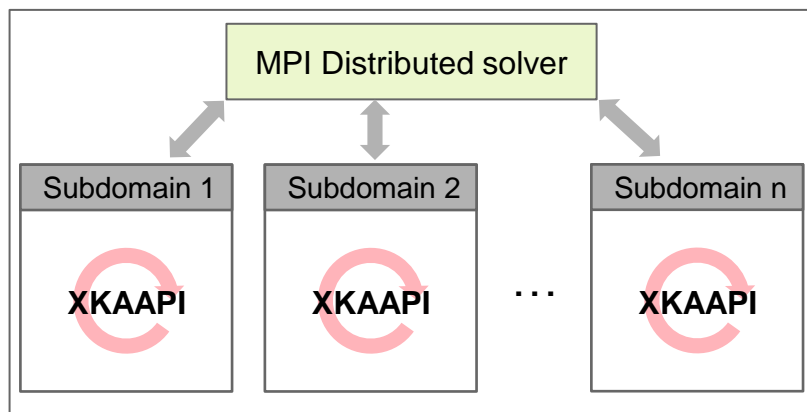 MPI Distributed solver
Subdomain 1
Subdomain 2
Subdomain n
XKAAPI
XKAAPI
...
XKAAPI